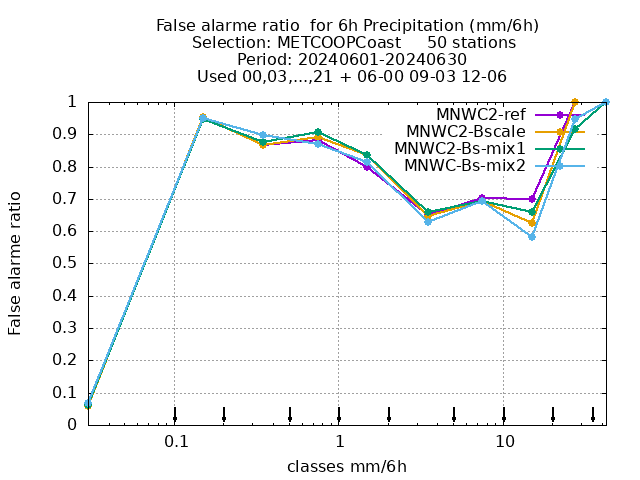 False alarme ratio  for 6h Precipitation (mm/6h)
Selection: METCOOPCoast     50 stations
Period: 20240601-20240630
Used 00,03,...,21 + 06-00 09-03 12-06
MNWC2-ref
MNWC2-Bscale
MNWC2-Bs-mix1
MNWC-Bs-mix2
False alarme ratio
1
0.9
0.8
0.7
0.6
0.5
0.4
0.3
0.2
0.1
0
0.1 1 10
classes mm/6h